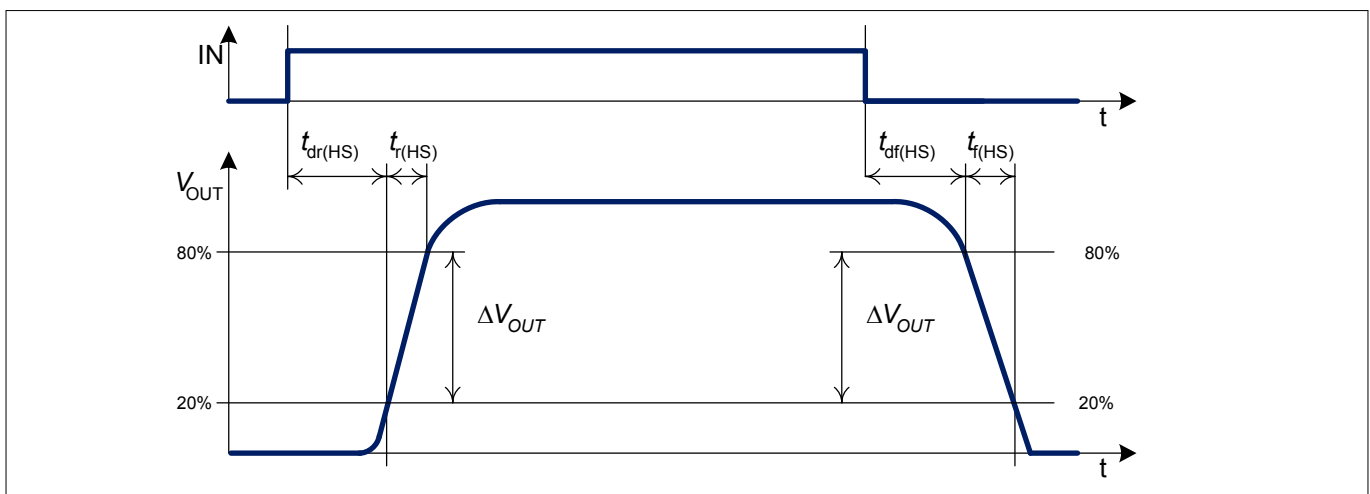 IN
t
tdr(HS)
tr(HS)
tdf(HS)
tf(HS)
VOUT
80%
80%
ΔVOUT
ΔVOUT
20%
20%
t